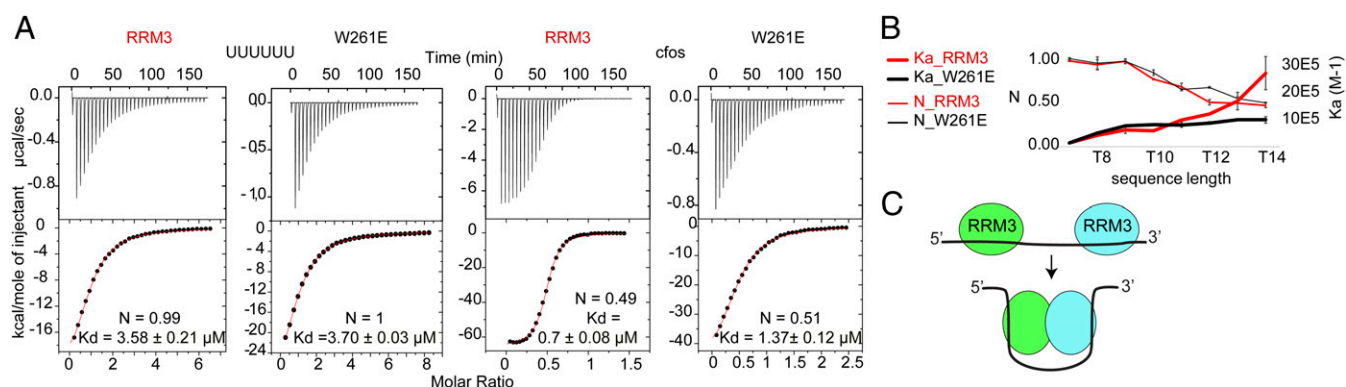 A
RRM3
UUUUUU
W261E
Time (min)
RRM3
cfos
W261E
0 50 100 150
0 50 100 150
0 50 100 150
0 50 100 150
µcal/sec
0.0
-0.4
-0.8
0.0
-0.5
-1.0
0
-2
-4
-6
-8
0.0
-0.4
-0.8
kcal/mole of injectant
0
-4
-8
-12
-16
0
-4
-8
-12
-16
-20
-24
0
-20
-40
-60
0
-10
-20
-30
-40
N = 0.99
Kd = 3.58 ± 0.21 µM
N = 1
Kd =3.70 ± 0.03 µM
N = 0.49
Kd =
0.7 ± 0.08 µM
N = 0.51
Kd = 1.37± 0.12 µM
0 2 4 6
0 2 4 6 8
0 0.5 1.0 1.5
0 0.5 1 1.5 2.0 2.5
Molar Ratio
B
Ka_RRM3
Ka_W261E
N_RRM3
N_W261E
N
1.00
0.50
0.00
30E5
20E5
10E5
Ka (M-1)
T8 T10 T12 T14
sequence length
C
RRM3
RRM3
5'
3'
5'
3'